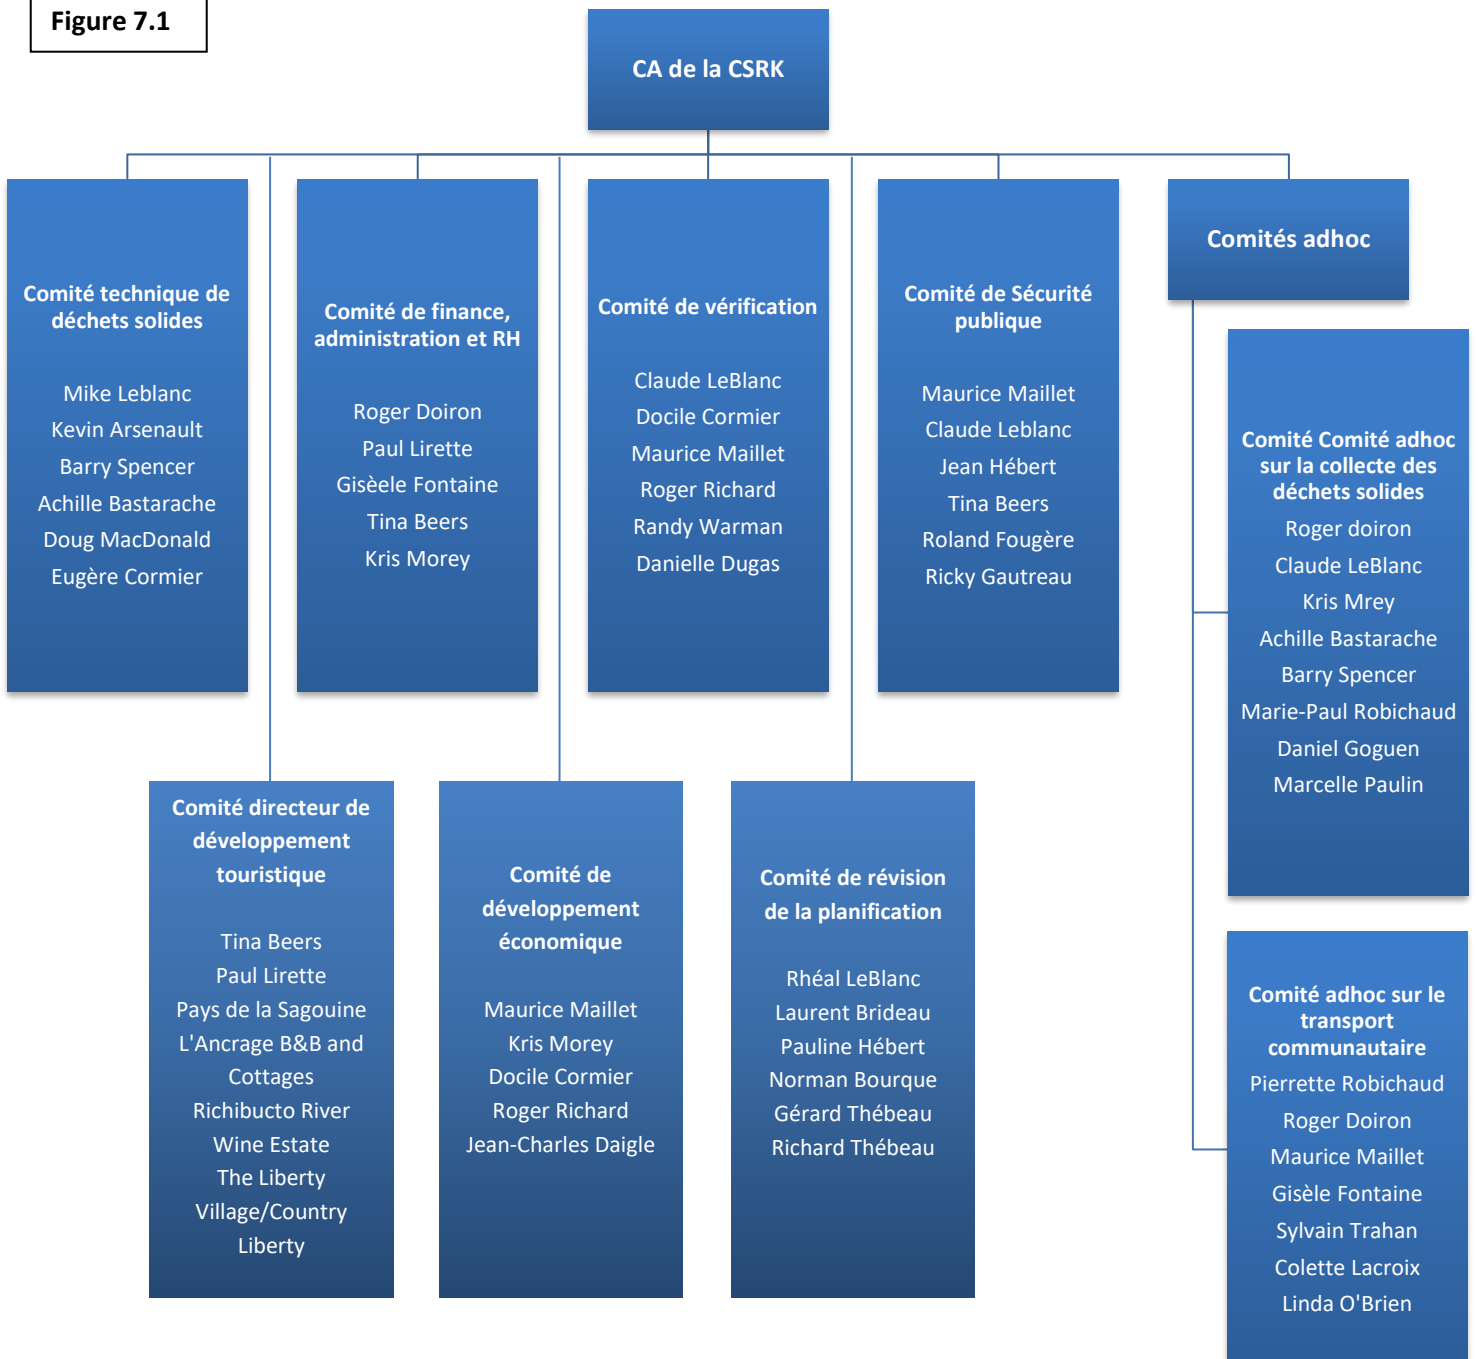 Figure 7.1
CA de la CSRK
Comité technique de
déchets solides
Mike Leblanc
Kevin Arsenault
Barry Spencer
Achille Bastarache
Doug MacDonald
Eugère Cormier
Comité de finance,
administration et RH
Roger Doiron
Paul Lirette
Gisèele Fontaine
Tina Beers
Kris Morey
Comité de vérification
Claude LeBlanc
Docile Cormier
Maurice Maillet
Roger Richard
Randy Warman
Danielle Dugas
Comité de Sécurité
publique
Maurice Maillet
Claude Leblanc
Jean Hébert
Tina Beers
Roland Fougère
Ricky Gautreau
Comités adhoc
Comité Comité adhoc
sur la collecte des
déchets solides
Roger doiron
Claude LeBlanc
Kris Mrey
Achille Bastarache
Barry Spencer
Marie-Paul Robichaud
Daniel Goguen
Marcelle Paulin
Comité directeur de
développement
touristique
Tina Beers
Paul Lirette
Pays de la Sagouine
L'Ancrage B&B and
Cottages
Richibucto River
Wine Estate
The Liberty
Village/Country
Liberty
Comité de
développement
économique
Maurice Maillet
Kris Morey
Docile Cormier
Roger Richard
Jean-Charles Daigle
Comité de révision
de la planification
Rhéal LeBlanc
Laurent Brideau
Pauline Hébert
Norman Bourque
Gérard Thébeau
Richard Thébeau
Comité adhoc sur le
transport
communautaire
Pierrette Robichaud
Roger Doiron
Maurice Maillet
Gisèle Fontaine
Sylvain Trahan
Colette Lacroix
Linda O'Brien